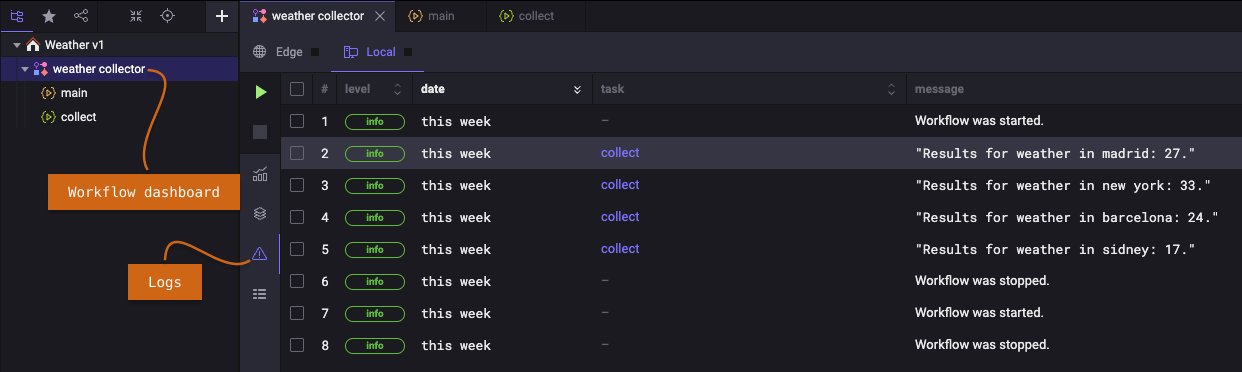 weather collector
main
collect
Weather v1
Edge
Local
weather collector
main
collect
# level date task message
1 info this week – Workflow was started.
2 info this week collect "Results for weather in madrid: 27."
3 info this week collect "Results for weather in new york: 33."
4 info this week collect "Results for weather in barcelona: 24."
5 info this week collect "Results for weather in sidney: 17."
6 info this week – Workflow was stopped.
7 info this week – Workflow was started.
8 info this week – Workflow was stopped.
Workflow dashboard
Logs